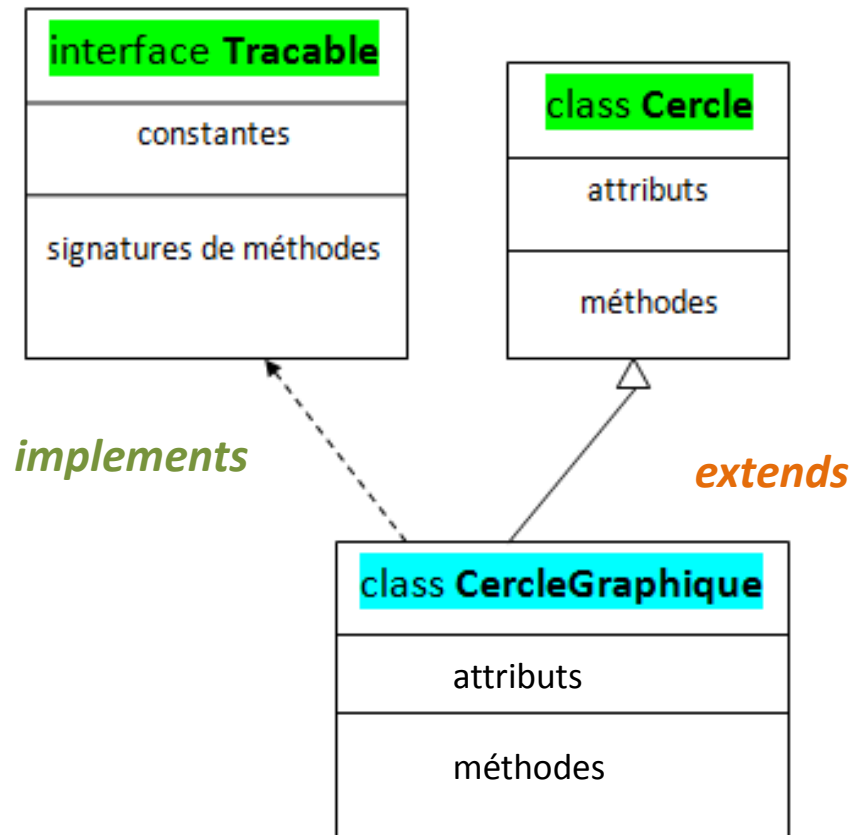 interface Tracable
constantes
signatures de méthodes
class Cercle
attributs
méthodes
implements
extends
class CercleGraphique
attributs
méthodes